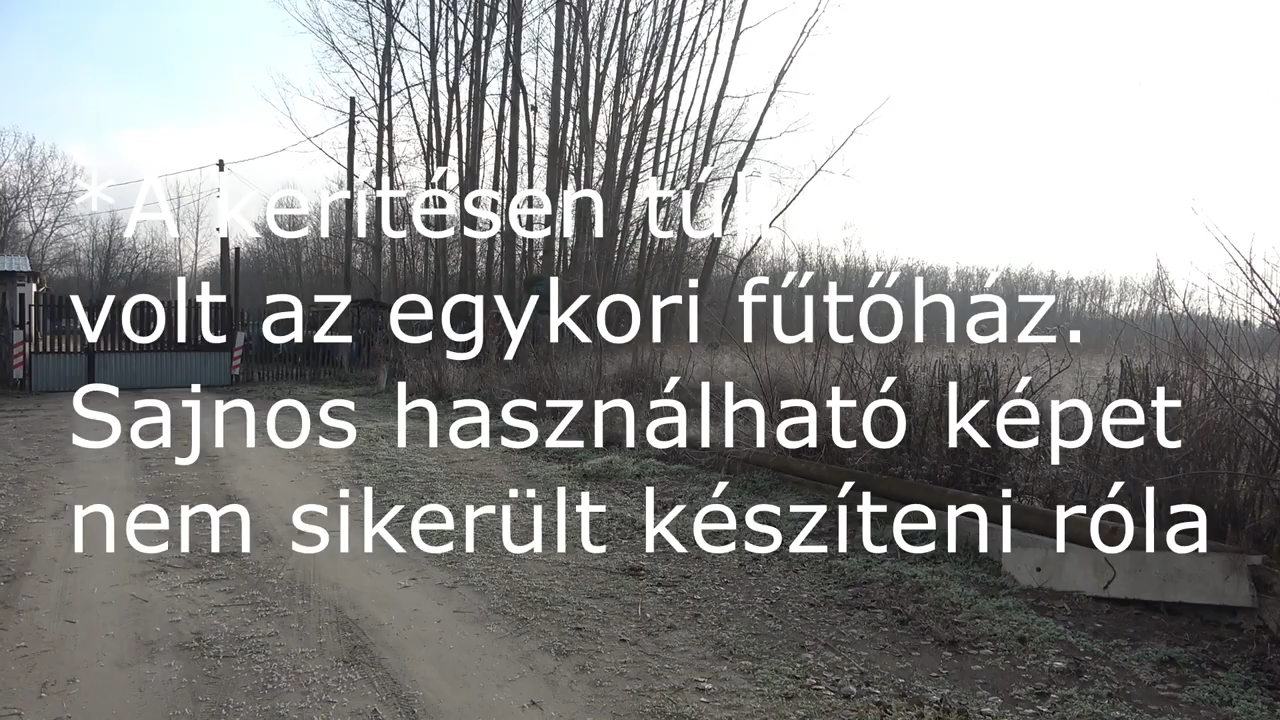 *A kerítésen túl
volt az egykori fűtőház.
Sajnos használható képet
nem sikerült készíteni róla